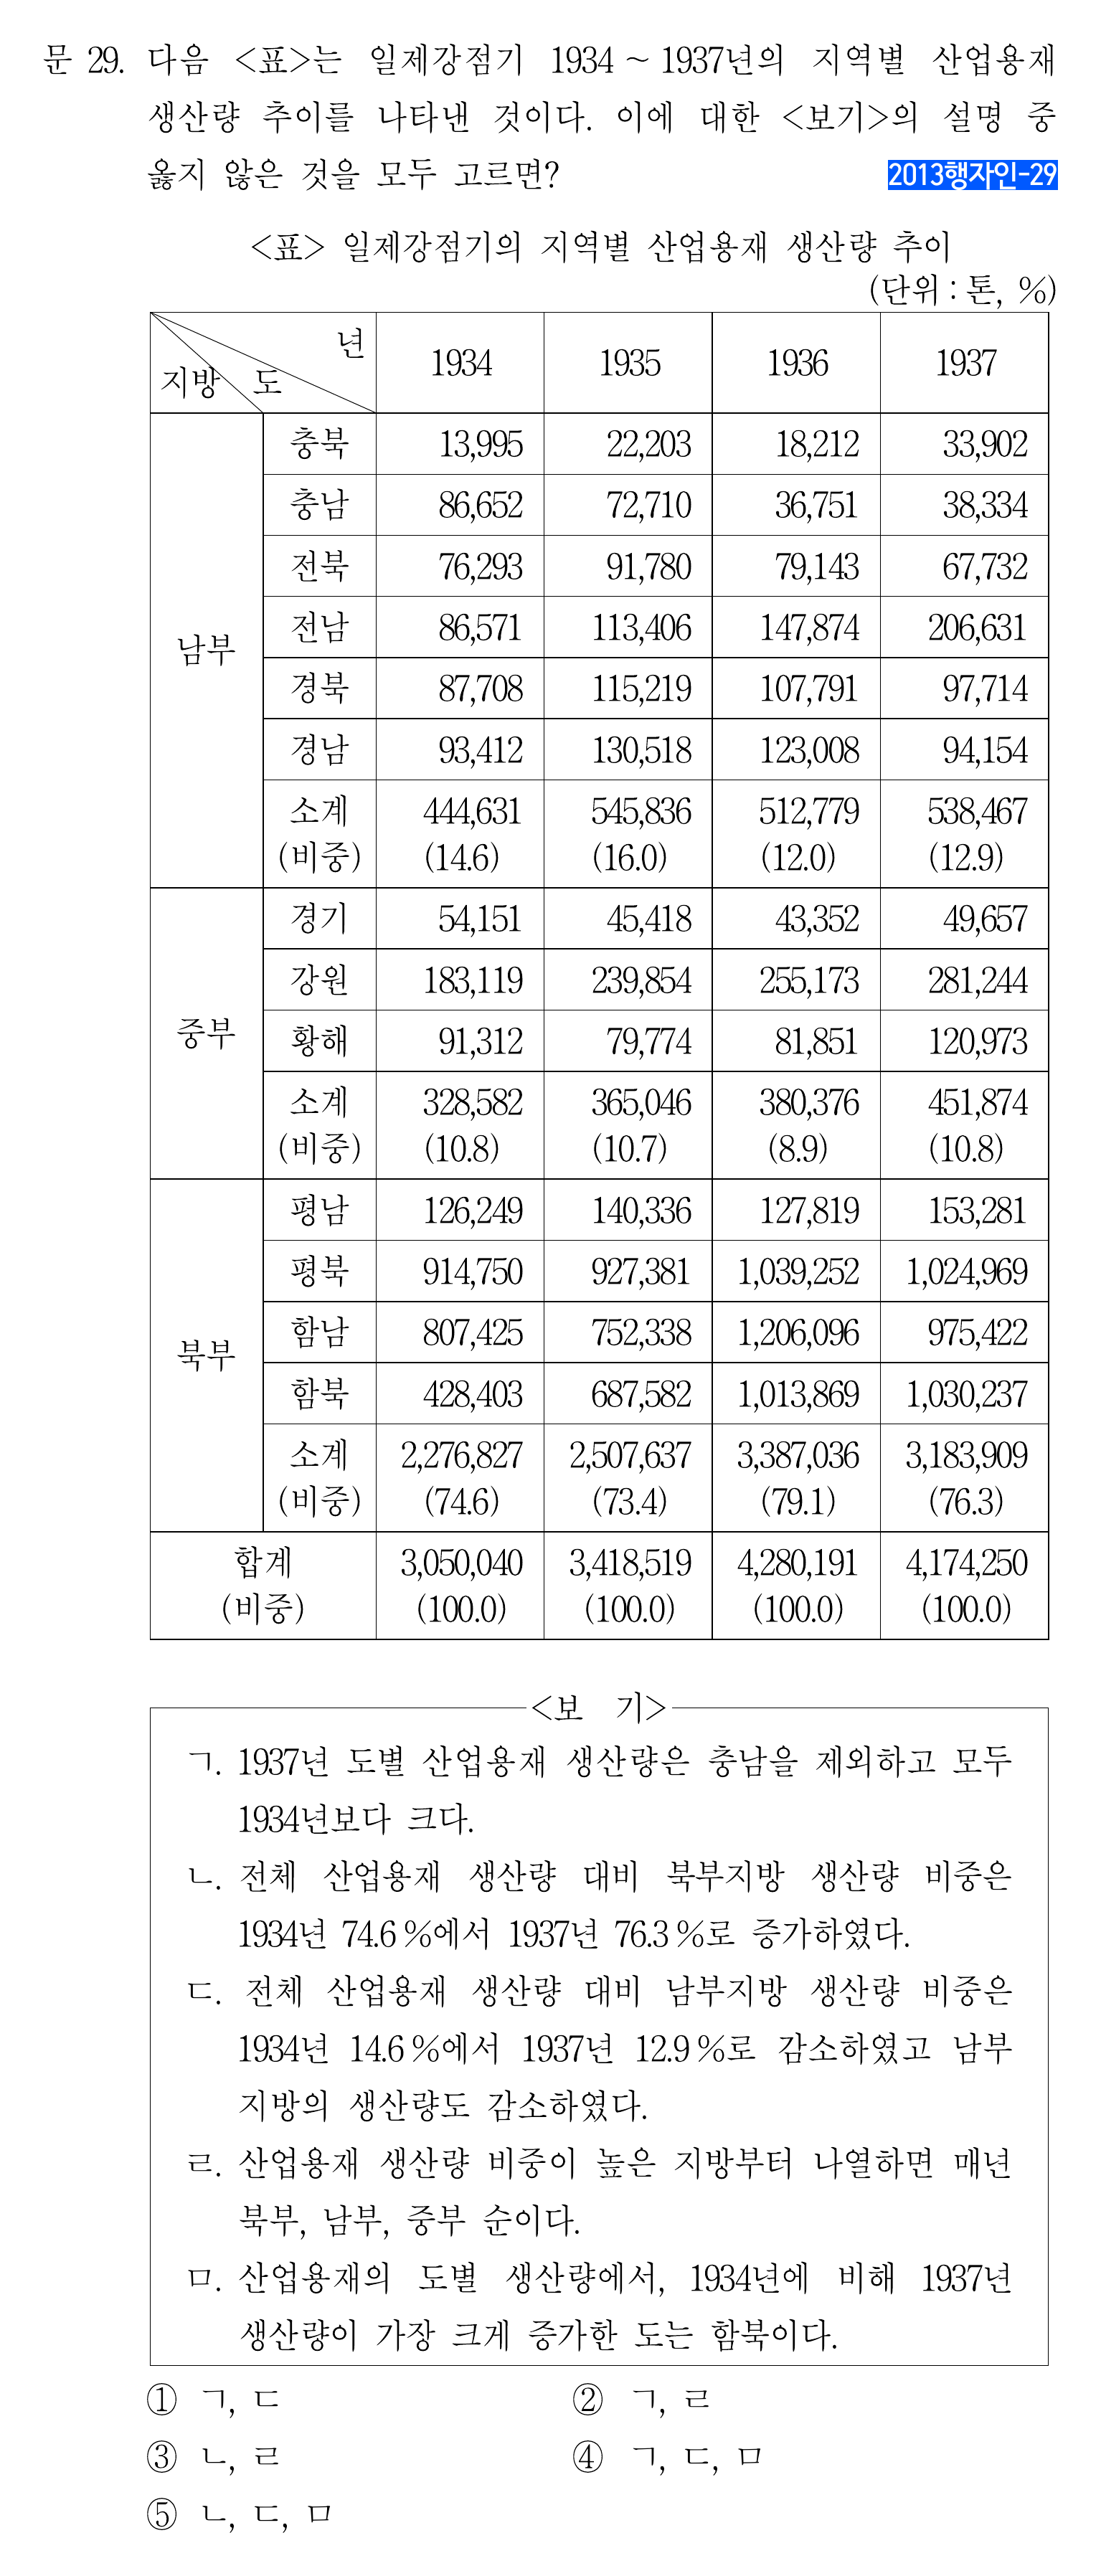 문 29. 다음 <표>는 일제강점기 1934 ~ 1937년의 지역별 산업용재
생산량 추이를 나타낸 것이다. 이에 대한 <보기>의 설명 중
옳지 않은 것을 모두 고르면?
2013행자인-29
<표> 일제강점기의 지역별 산업용재 생산량 추이
(단위 : 톤, %)
지방 도 년 1934 1935 1936 1937
남부
충북 13,995 22,203 18,212 33,902
충남 86,652 72,710 36,751 38,334
전북 76,293 91,780 79,143 67,732
전남 86,571 113,406 147,874 206,631
경북 87,708 115,219 107,791 97,714
경남 93,412 130,518 123,008 94,154
소계 444,631 545,836 512,779 538,467
(비중) (14.6) (16.0) (12.0) (12.9)
중부
경기 54,151 45,418 43,352 49,657
강원 183,119 239,854 255,173 281,244
황해 91,312 79,774 81,851 120,973
소계 328,582 365,046 380,376 451,874
(비중) (10.8) (10.7) (8.9) (10.8)
북부
평남 126,249 140,336 127,819 153,281
평북 914,750 927,381 1,039,252 1,024,969
함남 807,425 752,338 1,206,096 975,422
함북 428,403 687,582 1,013,869 1,030,237
소계 2,276,827 2,507,637 3,387,036 3,183,909
(비중) (74.6) (73.4) (79.1) (76.3)
합계 3,050,040 3,418,519 4,280,191 4,174,250
(비중) (100.0) (100.0) (100.0) (100.0)
<보 기>
ㄱ. 1937년 도별 산업용재 생산량은 충남을 제외하고 모두
1934년보다 크다.
ㄴ. 전체 산업용재 생산량 대비 북부지방 생산량 비중은
1934년 74.6 %에서 1937년 76.3 %로 증가하였다.
ㄷ. 전체 산업용재 생산량 대비 남부지방 생산량 비중은
1934년 14.6 %에서 1937년 12.9 %로 감소하였고 남부
지방의 생산량도 감소하였다.
ㄹ. 산업용재 생산량 비중이 높은 지방부터 나열하면 매년
북부, 남부, 중부 순이다.
ㅁ. 산업용재의 도별 생산량에서, 1934년에 비해 1937년
생산량이 가장 크게 증가한 도는 함북이다.
① ㄱ, ㄷ ② ㄱ, ㄹ
③ ㄴ, ㄹ ④ ㄱ, ㄷ, ㅁ
⑤ ㄴ, ㄷ, ㅁ